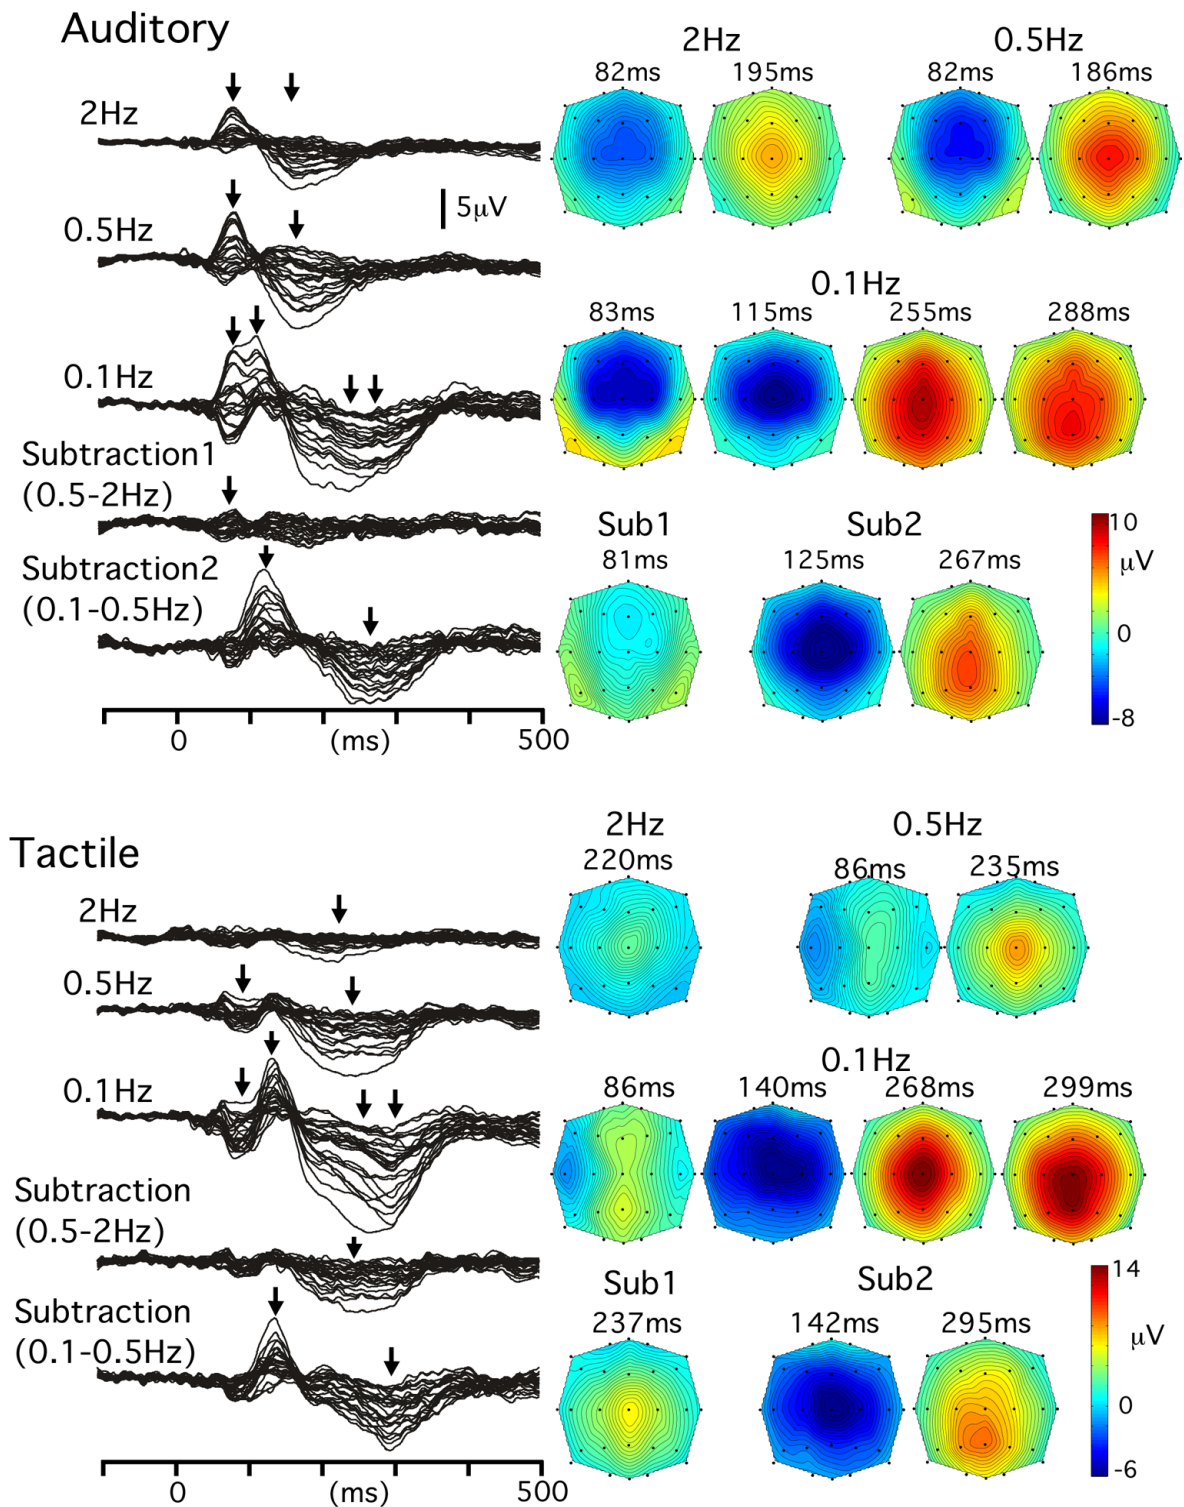 Auditory
2Hz
0.5Hz
82ms 195ms 82ms 186ms
2Hz
5μV
0.5Hz
0.1Hz
83ms 115ms 255ms 288ms
0.1Hz
Subtraction1
(0.5-2Hz)
Sub1 Sub2
10
μV
0
-8
81ms 125ms 267ms
Subtraction2
(0.1-0.5Hz)
0 (ms) 500
Tactile
2Hz 0.5Hz
220ms 86ms 235ms
2Hz
0.5Hz
0.1Hz
86ms 140ms 268ms 299ms
0.1Hz
Subtraction
(0.5-2Hz)
Sub1 Sub2
14
μV
0
-6
237ms 142ms 295ms
Subtraction
(0.1-0.5Hz)
0 (ms) 500